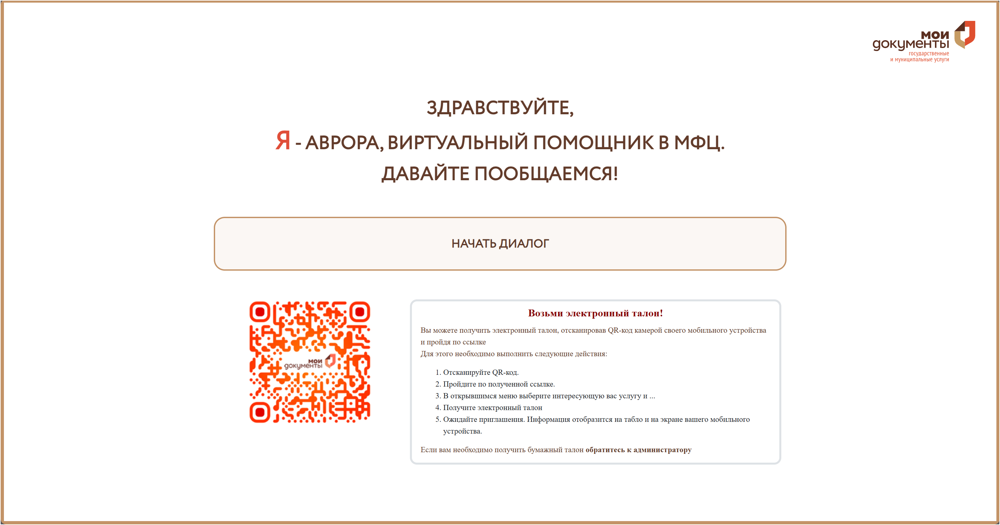 мои
документы
государственные
и муниципальные услуги
ЗДРАВСТВУЙТЕ,
Я - АВРОРА, ВИРТУАЛЬНЫЙ ПОМОЩНИК В МФЦ.
ДАВАЙТЕ ПООБЩАЕМСЯ!
НАЧАТЬ ДИАЛОГ
мои
документы
Возьми электронный талон!
Вы можете получить электронный талон, отсканировав QR-код камерой своего мобильного устройства
и пройдя по ссылке
Для этого необходимо выполнить следующие действия:
1. Отсканируйте QR-код.
2. Пройдите по полученной ссылке.
3. В открывшимся меню выберите интересующую вас услугу и ...
4. Получите электронный талон
5. Ожидайте приглашения. Информация отобразится на табло и на экране вашего мобильного
устройства.
Если вам необходимо получить бумажный талон обратитесь к администратору